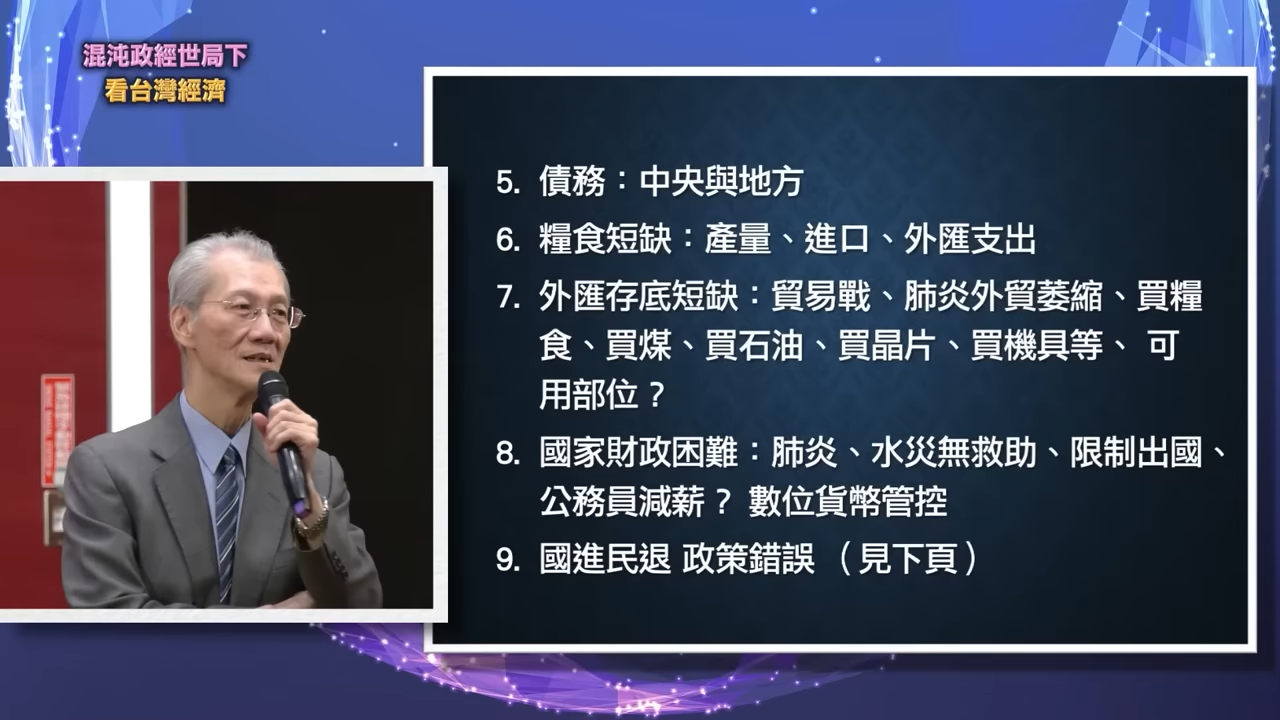 混沌政經世局下
看台灣經濟
5. 債務：中央與地方
6. 糧食短缺：產量、進口、外匯支出
7. 外匯存底短缺：貿易戰、肺炎外貿萎縮、買糧
食、買煤、買石油、買晶片、買機具等、 可
用部位？
8. 國家財政困難：肺炎、水災無救助、限制出國、
公務員減薪？ 數位貨幣管控
9. 國進民退 政策錯誤 （見下頁）